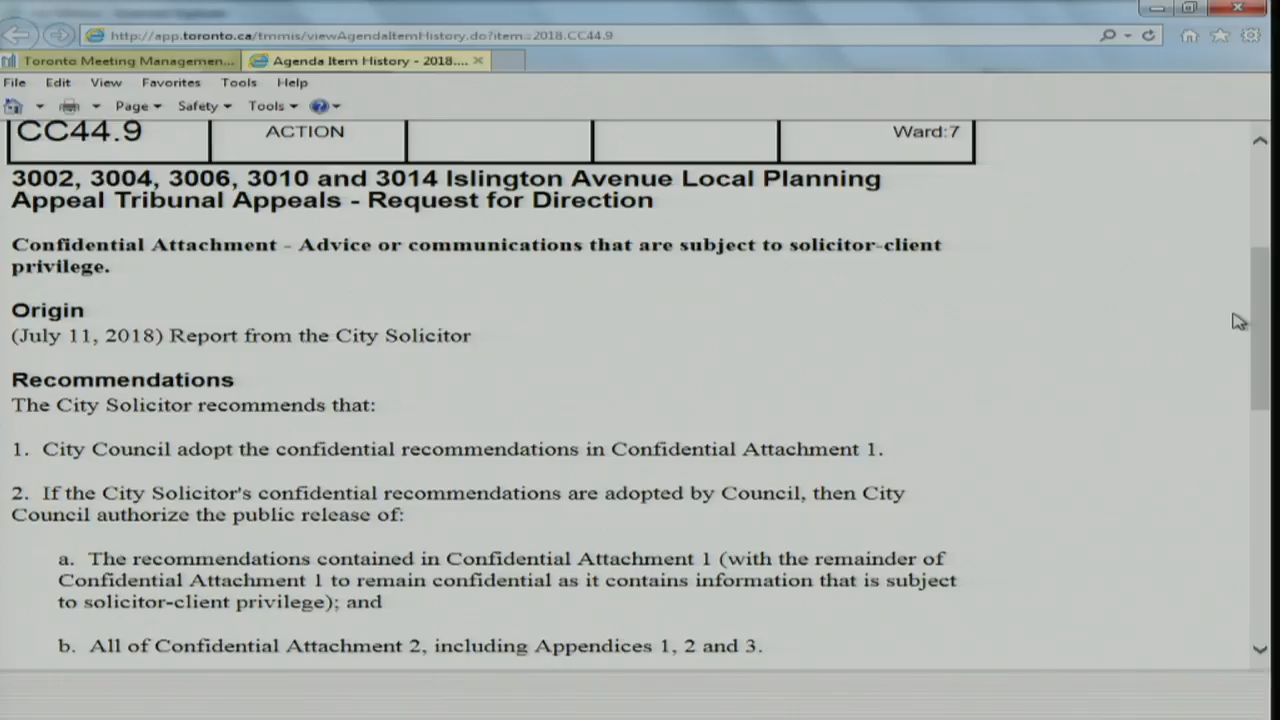 http://app.toronto.ca/tmmis/viewAgendaItemHistory.do?item=2018.CC44.9
Toronto Meeting Managemen... Agenda Item History - 2018....
File Edit View Favorites Tools Help
Page Safety Tools
CC44.9 ACTION Ward:7
3002, 3004, 3006, 3010 and 3014 Islington Avenue Local Planning
Appeal Tribunal Appeals - Request for Direction
Confidential Attachment - Advice or communications that are subject to solicitor-client
privilege.
Origin
(July 11, 2018) Report from the City Solicitor
Recommendations
The City Solicitor recommends that:
1. City Council adopt the confidential recommendations in Confidential Attachment 1.
2. If the City Solicitor's confidential recommendations are adopted by Council, then City
Council authorize the public release of:
a. The recommendations contained in Confidential Attachment 1 (with the remainder of
Confidential Attachment 1 to remain confidential as it contains information that is subject
to solicitor-client privilege); and
b. All of Confidential Attachment 2, including Appendices 1, 2 and 3.